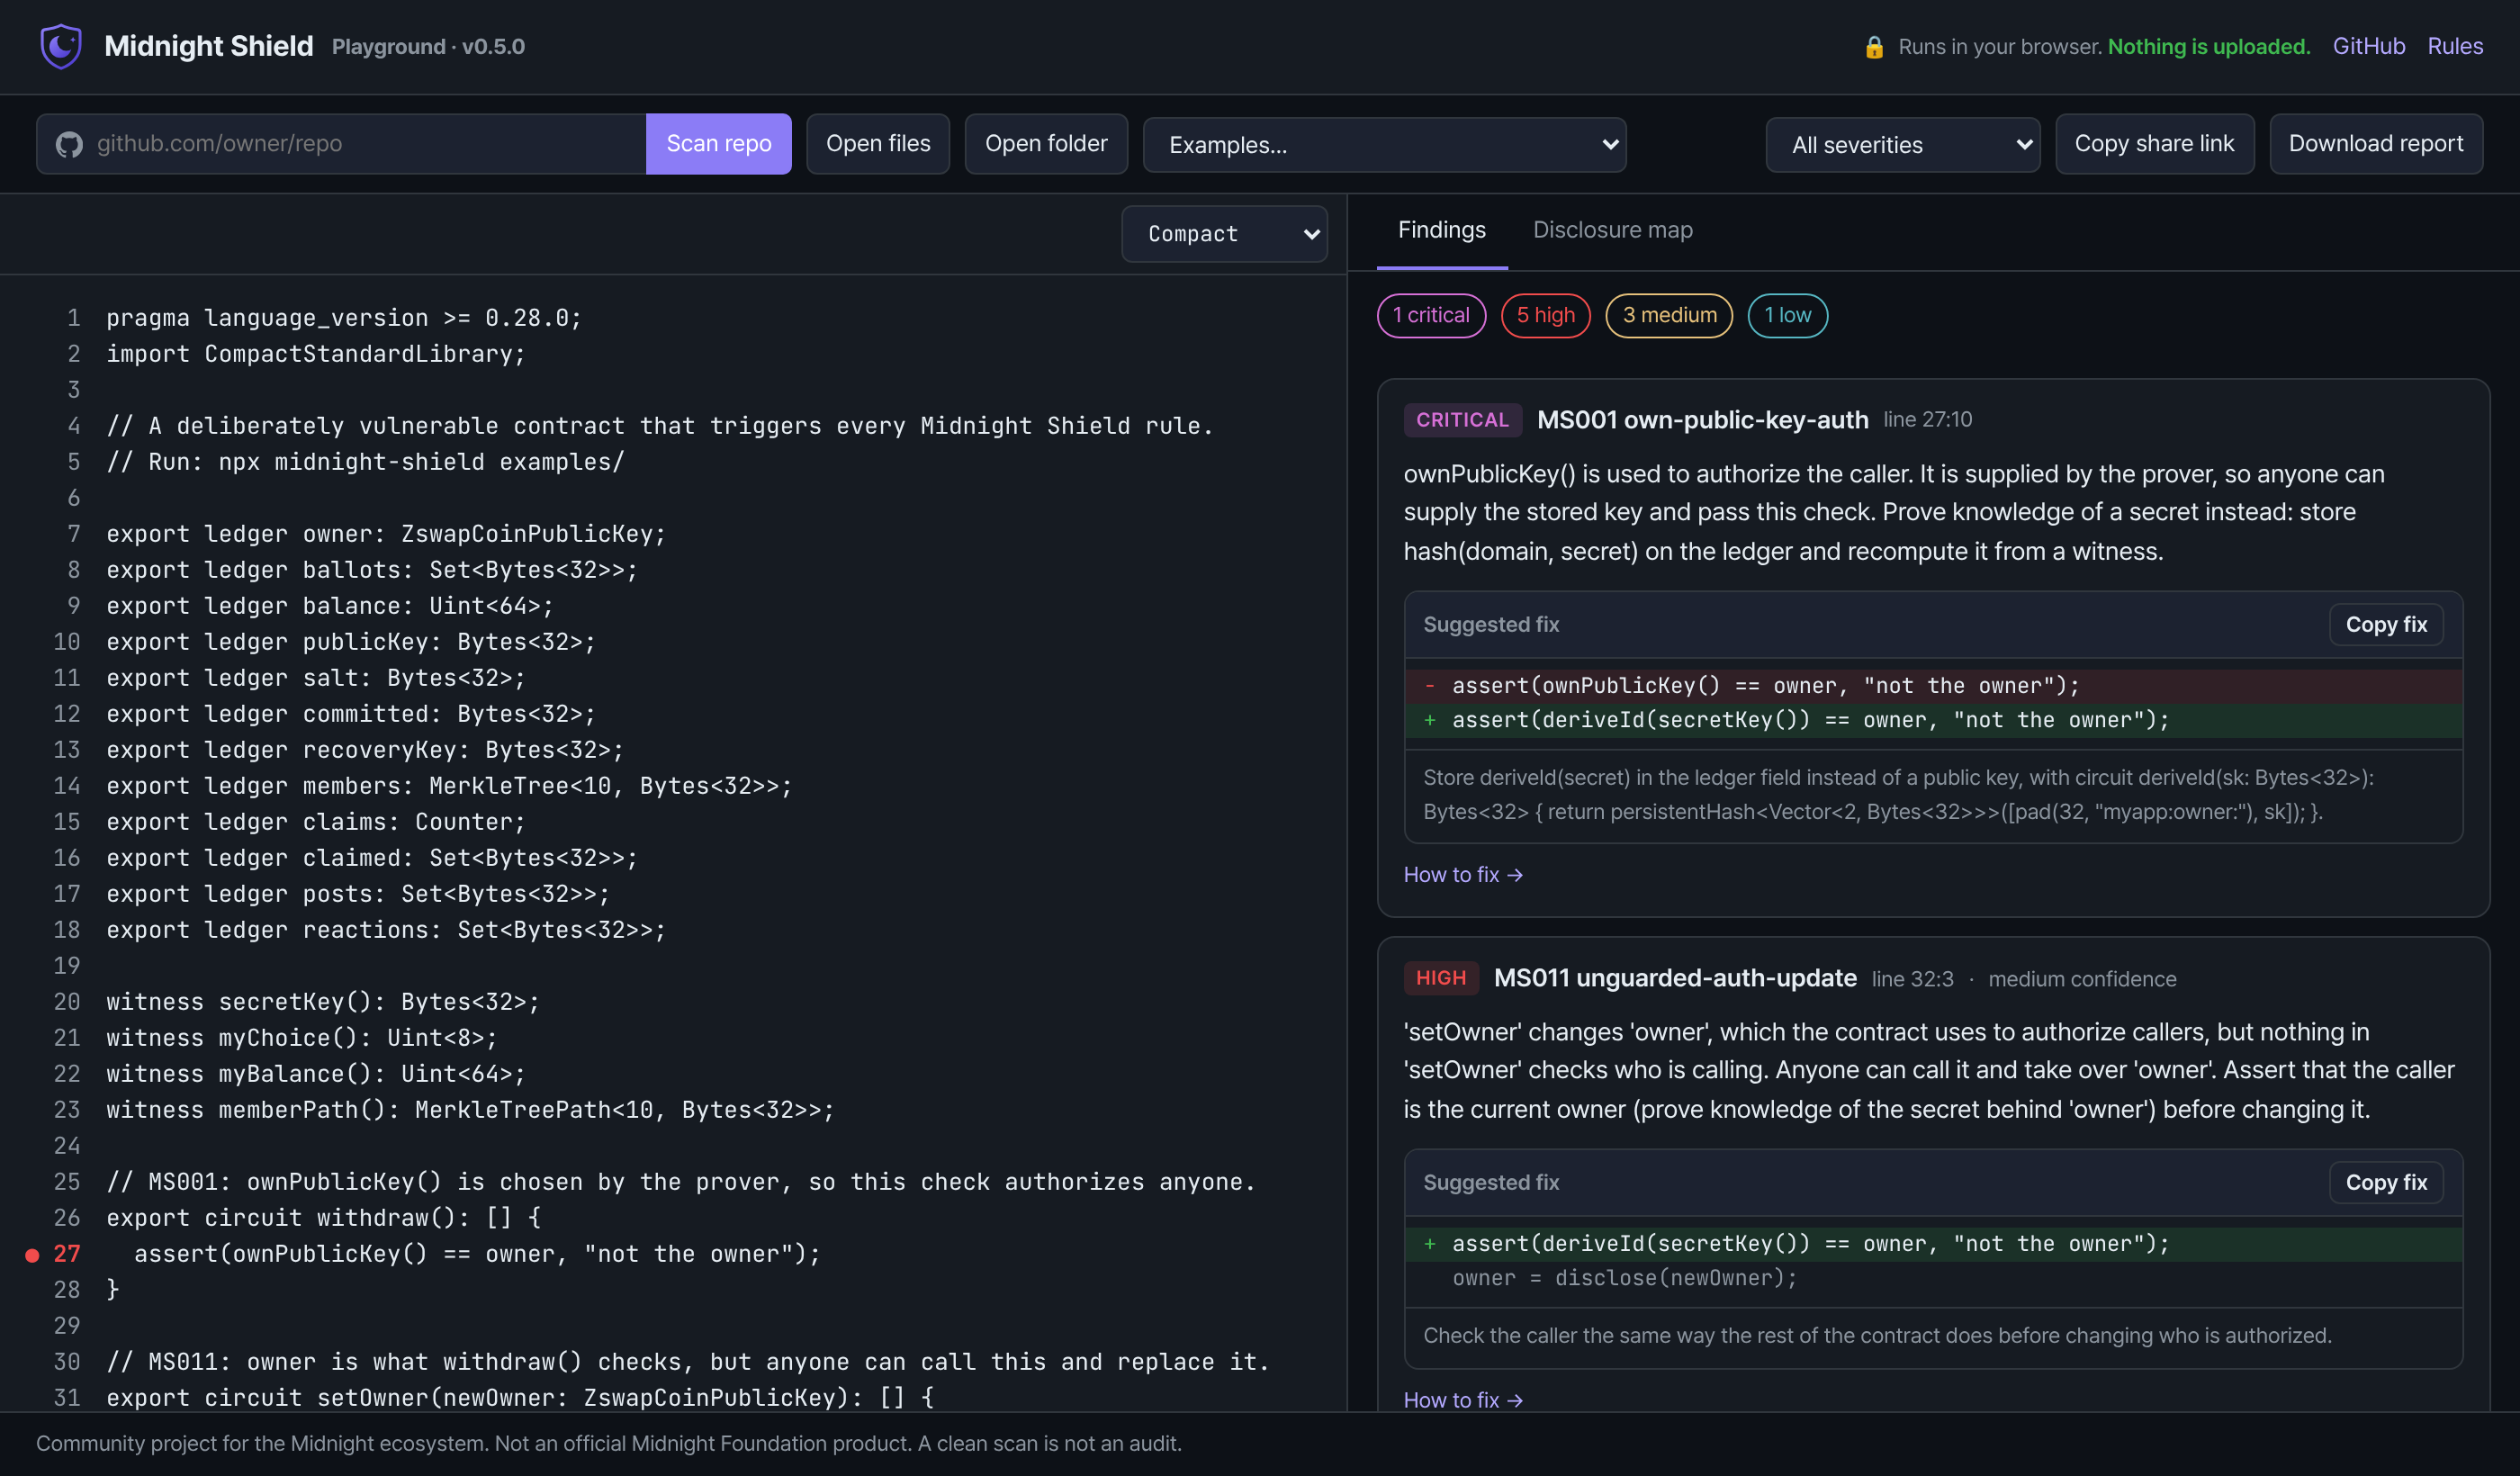 Midnight Shield Playground · v0.5.0
🔒 Runs in your browser. Nothing is uploaded. GitHub Rules
github.com/owner/repo Scan repo Open files Open folder Examples... All severities Copy share link Download report
Compact
1 pragma language_version >= 0.28.0;
2 import CompactStandardLibrary;
3
4 // A deliberately vulnerable contract that triggers every Midnight Shield rule.
5 // Run: npx midnight-shield examples/
6
7 export ledger owner: ZswapCoinPublicKey;
8 export ledger ballots: Set<Bytes<32>>;
9 export ledger balance: Uint<64>;
10 export ledger publicKey: Bytes<32>;
11 export ledger salt: Bytes<32>;
12 export ledger committed: Bytes<32>;
13 export ledger recoveryKey: Bytes<32>;
14 export ledger members: MerkleTree<10, Bytes<32>>;
15 export ledger claims: Counter;
16 export ledger claimed: Set<Bytes<32>>;
17 export ledger posts: Set<Bytes<32>>;
18 export ledger reactions: Set<Bytes<32>>;
19
20 witness secretKey(): Bytes<32>;
21 witness myChoice(): Uint<8>;
22 witness myBalance(): Uint<64>;
23 witness memberPath(): MerkleTreePath<10, Bytes<32>>;
24
25 // MS001: ownPublicKey() is chosen by the prover, so this check authorizes anyone.
26 export circuit withdraw(): [] {
27   assert(ownPublicKey() == owner, "not the owner");
28 }
29
30 // MS011: owner is what withdraw() checks, but anyone can call this and replace it.
31 export circuit setOwner(newOwner: ZswapCoinPublicKey): [] {
Findings Disclosure map
1 critical 5 high 3 medium 1 low
CRITICAL MS001 own-public-key-auth line 27:10
ownPublicKey() is used to authorize the caller. It is supplied by the prover, so anyone can
supply the stored key and pass this check. Prove knowledge of a secret instead: store
hash(domain, secret) on the ledger and recompute it from a witness.
Suggested fix Copy fix
- assert(ownPublicKey() == owner, "not the owner");
+ assert(deriveId(secretKey()) == owner, "not the owner");
Store deriveId(secret) in the ledger field instead of a public key, with circuit deriveId(sk: Bytes<32>):
Bytes<32> { return persistentHash<Vector<2, Bytes<32>>>([pad(32, "myapp:owner:"), sk]); }.
How to fix →
HIGH MS011 unguarded-auth-update line 32:3 · medium confidence
'setOwner' changes 'owner', which the contract uses to authorize callers, but nothing in
'setOwner' checks who is calling. Anyone can call it and take over 'owner'. Assert that the caller
is the current owner (prove knowledge of the secret behind 'owner') before changing it.
Suggested fix Copy fix
+ assert(deriveId(secretKey()) == owner, "not the owner");
owner = disclose(newOwner);
Check the caller the same way the rest of the contract does before changing who is authorized.
How to fix →
Community project for the Midnight ecosystem. Not an official Midnight Foundation product. A clean scan is not an audit.